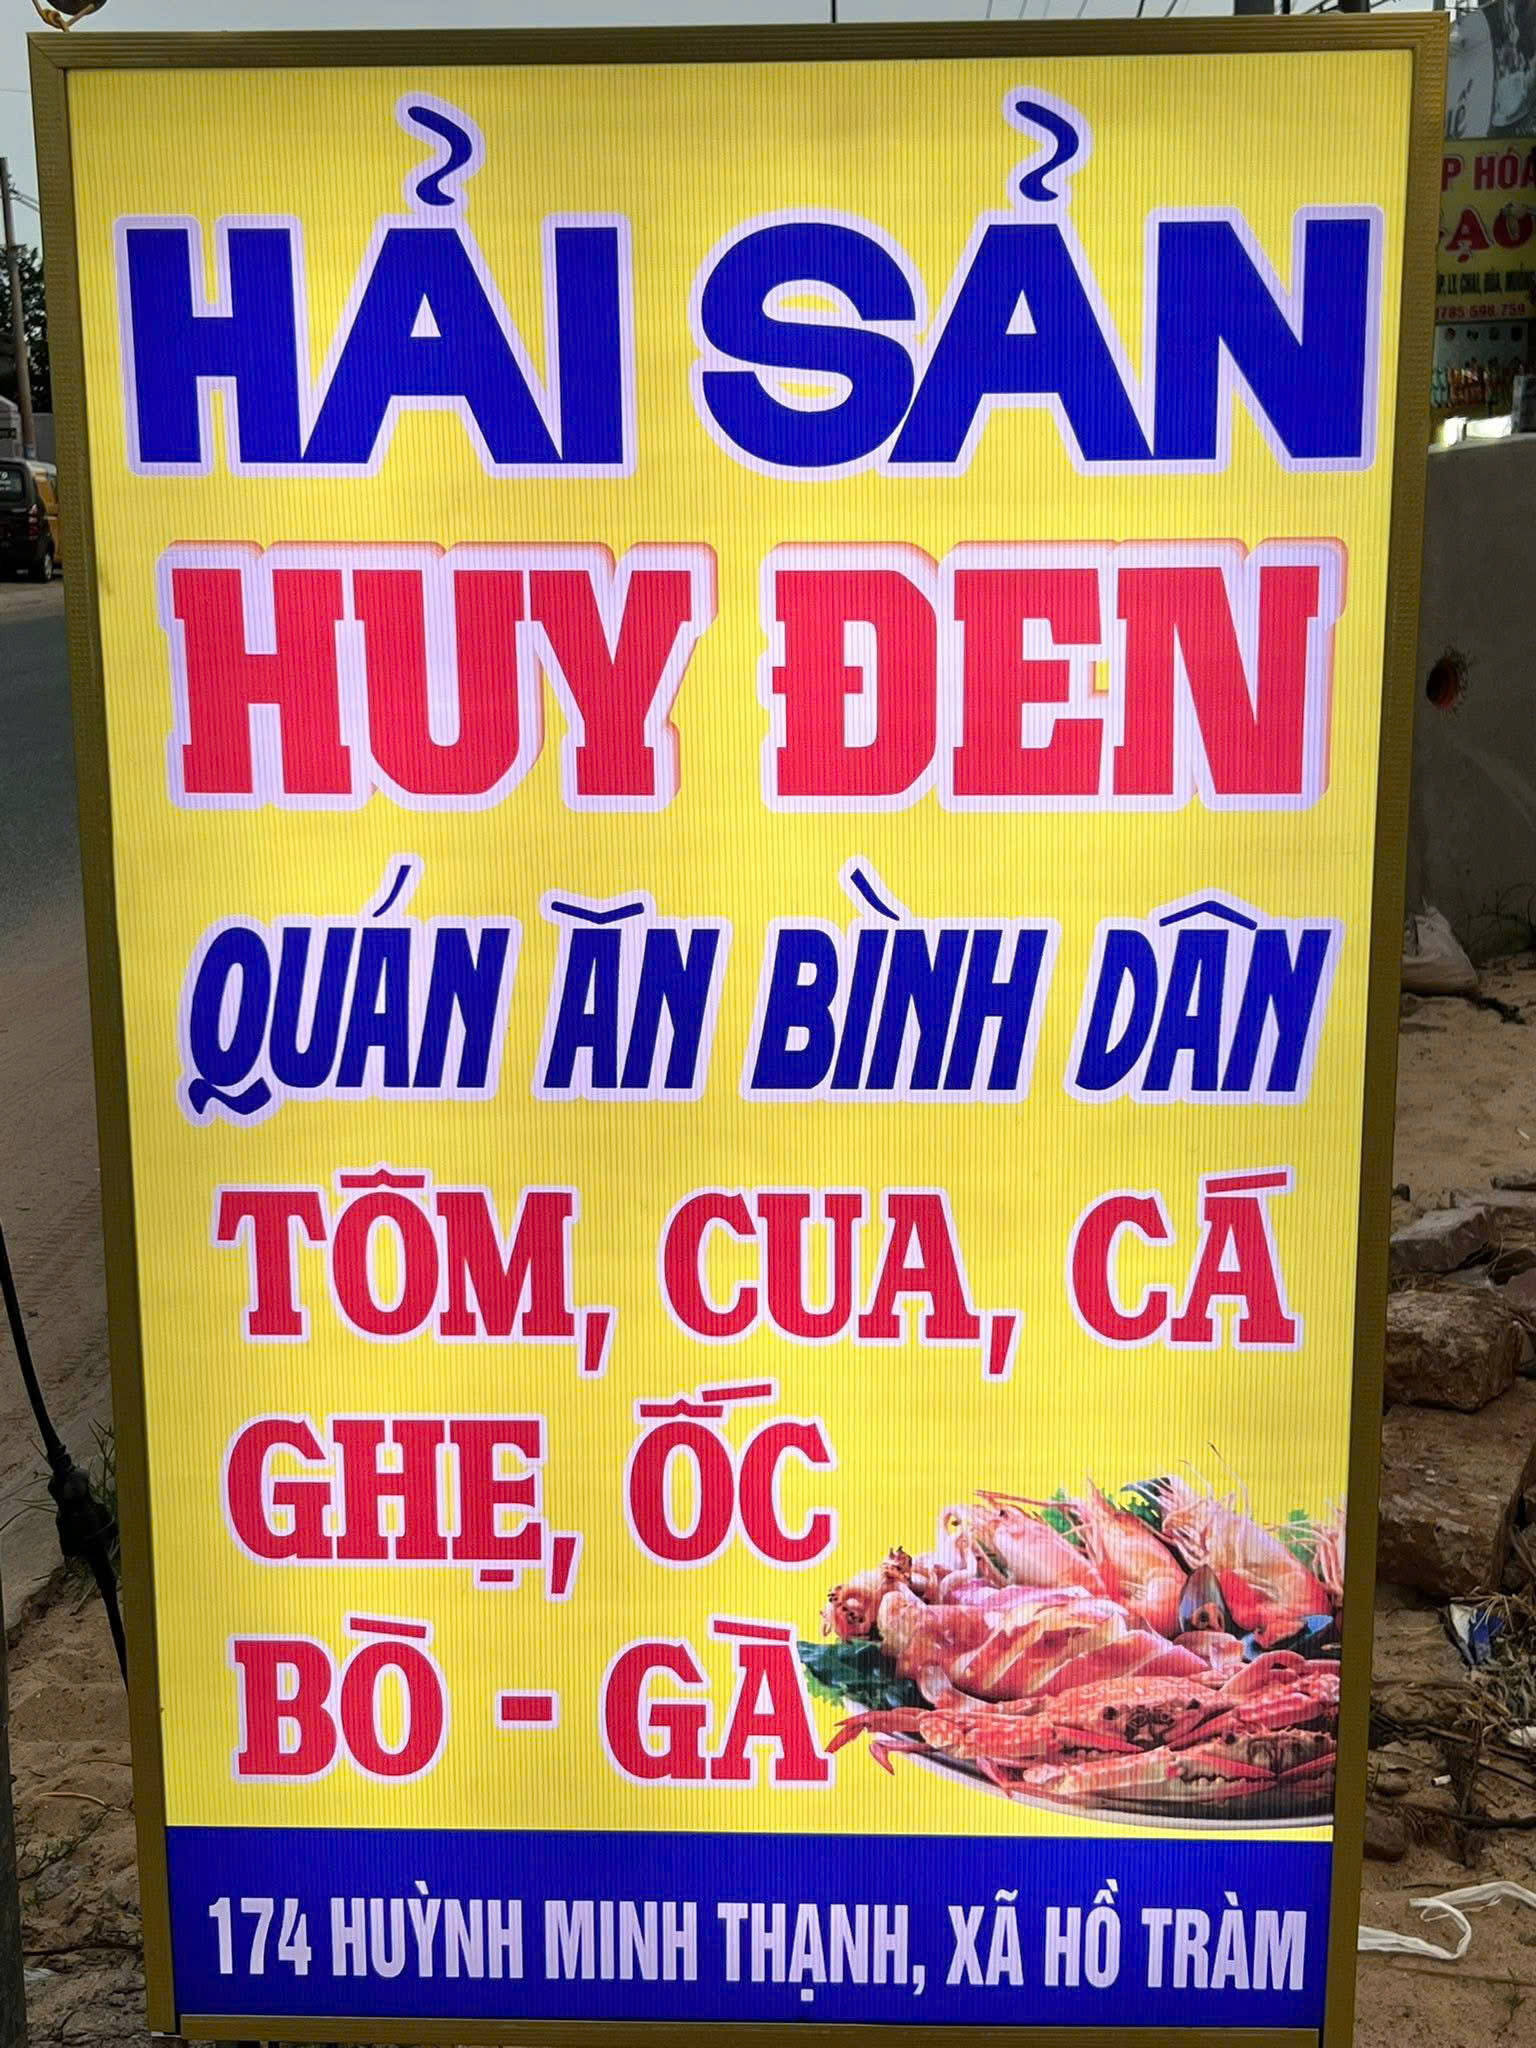 HẢI SẢN
HUY ĐEN
QUÁN ĂN BÌNH DÂN
TÔM, CUA, CÁ
GHẸ, ỐC
BÒ - GÀ
174 HUỲNH MINH THẠNH, XÃ HỒ TRÀM
P HÓA